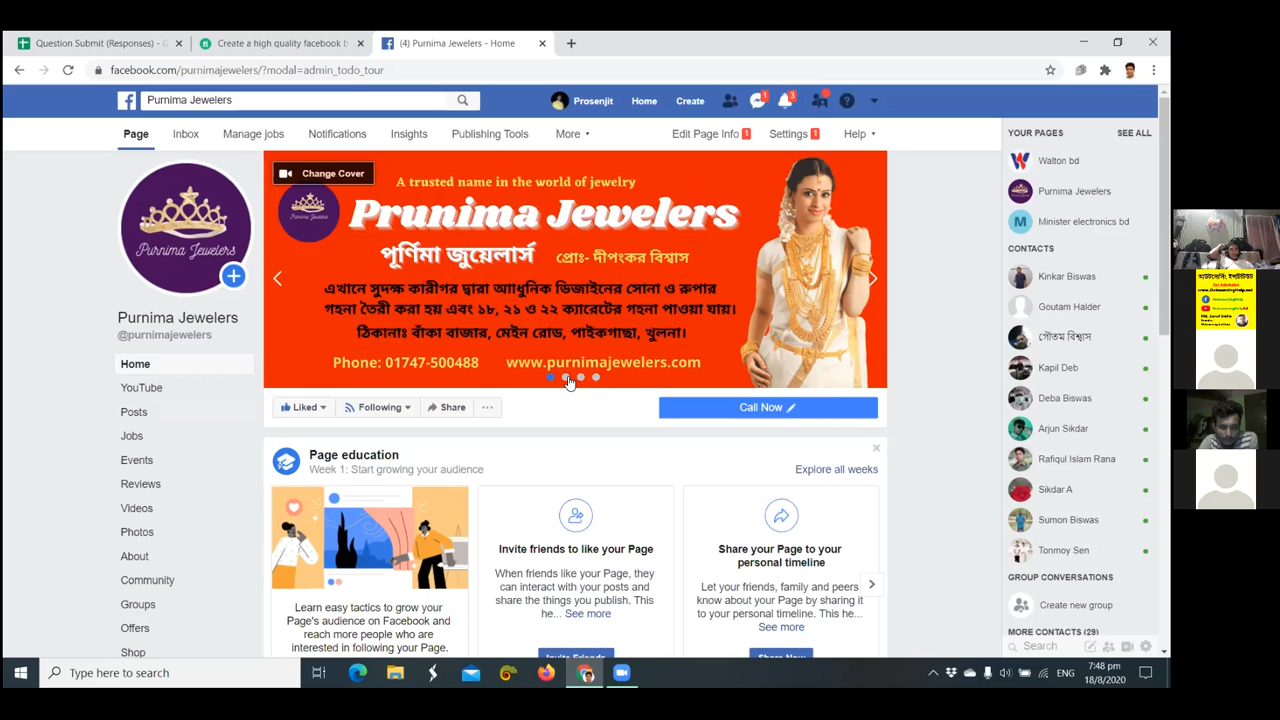 Question Submit (Responses) -
Create a high quality facebook b
(4) Purnima Jewelers - Home
facebook.com/purnimajewelers/?modal=admin_todo_tour
Purnima Jewelers
Prosenjit
Home
Create
1
3
Page
Inbox
Manage jobs
Notifications
Insights
Publishing Tools
More
Edit Page Info 1
Settings 1
Help
Change Cover
A trusted name in the world of jewelry
Prunima Jewelers
পূর্ণিমা জুয়েলার্স
প্রোঃ- দীপংকর বিশ্বাস
এখানে সুদক্ষ কারীগর দ্বারা আাধুনিক ডিজাইনের সোনা ও রুপার
গহনা তৈরী করা হয় এবং ১৮, ২১ ও ২২ ক্যারেটের গহনা পাওয়া যায়।
ঠিকানাঃ বাঁকা বাজার, মেইন রোড, পাইকগাছা, খুলনা।
Phone: 01747-500488
www.purnimajewelers.com
Purnima Jewelers
Purnima Jewelers
@purnimajewelers
Home
YouTube
Posts
Jobs
Events
Reviews
Videos
Photos
About
Community
Groups
Offers
Shop
Liked
Following
Share
...
Call Now
Page education
Week 1: Start growing your audience
Explore all weeks
Learn easy tactics to grow your
Page's audience on Facebook and
reach more people who are
interested in following your Page.
Invite friends to like your Page
When friends like your Page, they
can interact with your posts and
share the things you publish. This
he... See more
Invite Friends
Share your Page to your
personal timeline
Let your friends, family and peers
know about your Page by sharing it
to your personal timeline. This he...
See more
Share Now
YOUR PAGES
SEE ALL
Walton bd
Purnima Jewelers
Minister electronics bd
CONTACTS
Kinkar Biswas
Goutam Halder
গৌতম বিশ্বাস
Kapil Deb
Deba Biswas
Arjun Sikdar
Rafiqul Islam Rana
Sikdar A
Sumon Biswas
Tonmoy Sen
GROUP CONVERSATIONS
Create new group
MORE CONTACTS (29)
Search
Type here to search
ENG
7:48 pm
18/8/2020